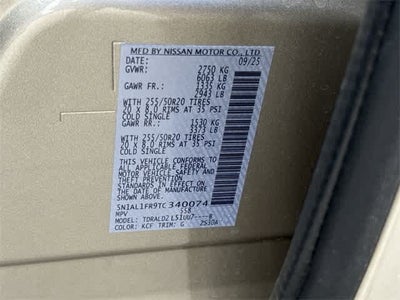 MFD BY NISSAN MOTOR CO., LTD
DATE: 09/25
GVWR: 2750 KG
6063 LB
GAWR FR.: 1335 KG
2943 LB
WITH 255/50R20 TIRES
20 X 8.0 RIMS AT 35 PSI
COLD SINGLE
GAWR RR.: 1530 KG
3373 LB
WITH 255/50R20 TIRES
20 X 8.0 RIMS AT 35 PSI
COLD SINGLE
THIS VEHICLE CONFORMS TO
ALL APPLICABLE FEDERAL
MOTOR VEHICLE SAFETY
AND THEFT PREVENTION
STANDARDS IN EFFECT ON
THE DATE OF MANUFACTURE
SHOWN ABOVE.
5N1AL1FR9TC340074
MPV 558
MODEL:
COLOR: KCF TRIM: G 2530A